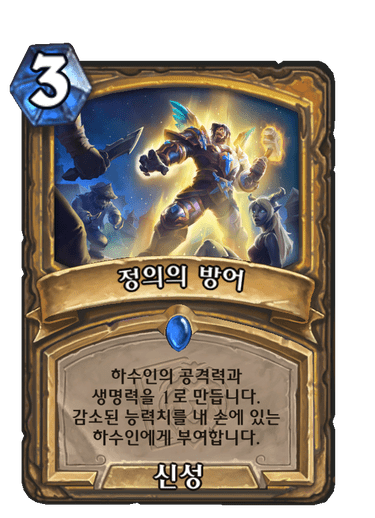 3
정의의 방어
하수인의 공격력과
생명력을 1로 만듭니다.
감소된 능력치를 내 손에 있는
하수인에게 부여합니다.
신성